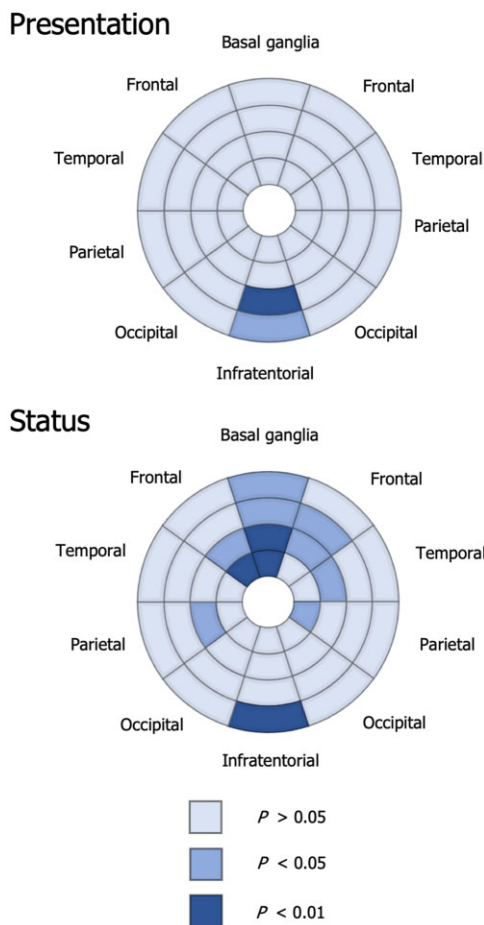 Presentation
Basal ganglia
Frontal
Frontal
Temporal
Temporal
Parietal
Parietal
Occipital
Occipital
Infratentorial
Status
Basal ganglia
Frontal
Frontal
Temporal
Temporal
Parietal
Parietal
Occipital
Occipital
Infratentorial
P > 0.05
P < 0.05
P < 0.01